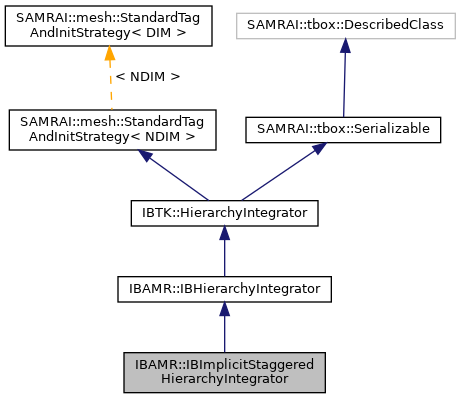 SAMRAI::mesh::StandardTag
AndInitStrategy< DIM >
SAMRAI::tbox::DescribedClass
< NDIM >
SAMRAI::mesh::StandardTag
AndInitStrategy< NDIM >
SAMRAI::tbox::Serializable
IBTK::HierarchyIntegrator
IBAMR::IBHierarchyIntegrator
IBAMR::IBImplicitStaggered
HierarchyIntegrator